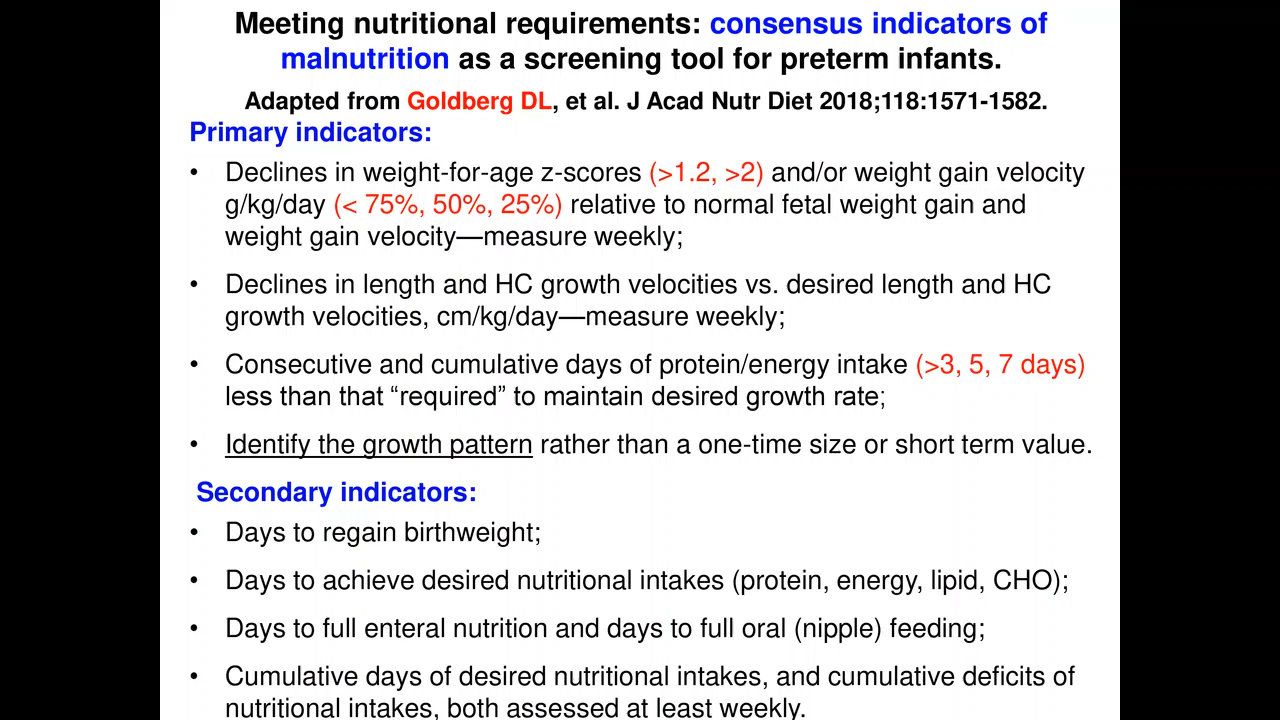 Meeting nutritional requirements: consensus indicators of
malnutrition as a screening tool for preterm infants.
Adapted from Goldberg DL, et al. J Acad Nutr Diet 2018;118:1571-1582.
Primary indicators:
• Declines in weight-for-age z-scores (>1.2, >2) and/or weight gain velocity
g/kg/day (< 75%, 50%, 25%) relative to normal fetal weight gain and
weight gain velocity—measure weekly;
• Declines in length and HC growth velocities vs. desired length and HC
growth velocities, cm/kg/day—measure weekly;
• Consecutive and cumulative days of protein/energy intake (>3, 5, 7 days)
less than that “required” to maintain desired growth rate;
• Identify the growth pattern rather than a one-time size or short term value.
Secondary indicators:
• Days to regain birthweight;
• Days to achieve desired nutritional intakes (protein, energy, lipid, CHO);
• Days to full enteral nutrition and days to full oral (nipple) feeding;
• Cumulative days of desired nutritional intakes, and cumulative deficits of
nutritional intakes, both assessed at least weekly.